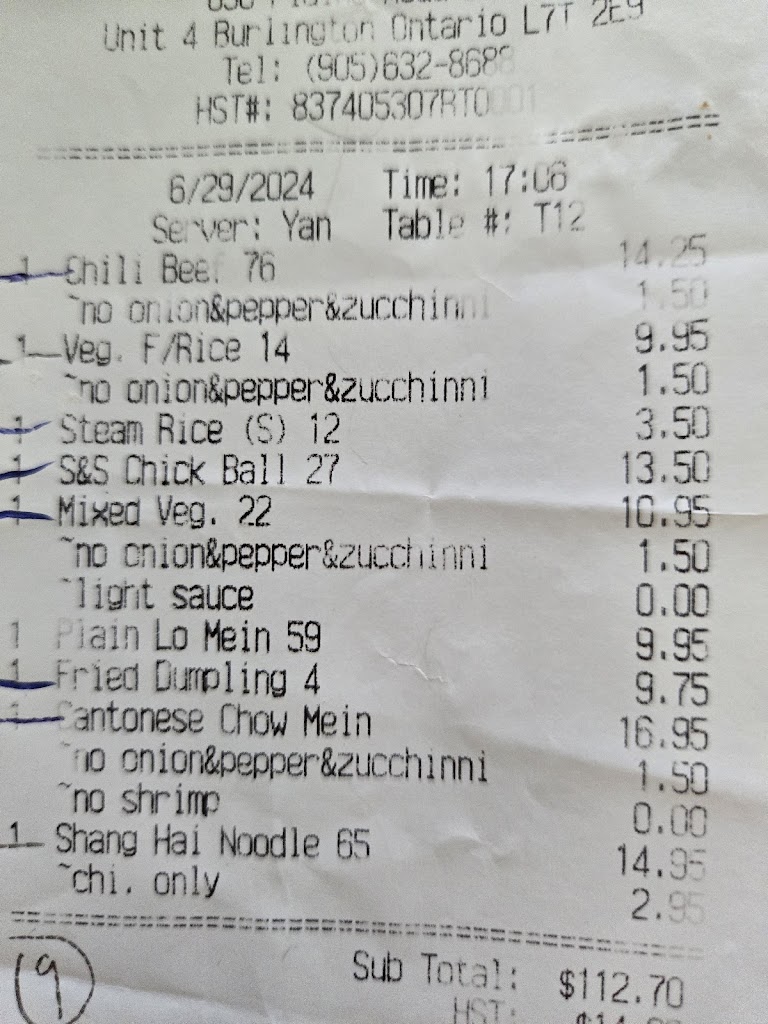 Unit 4 Burlington Ontario L7T 2E9
Tel: (905)632-8688
HST#: 837405307RT0001
6/29/2024 Time: 17:06
Server: Yan Table #: T12
1 Chili Beef 76 14.25
~no onion&pepper&zucchinni 1.50
1 Veg. F/Rice 14 9.95
~no onion&pepper&zucchinni 1.50
1 Steam Rice (S) 12 3.50
1 S&S Chick Ball 27 13.50
1 Mixed Veg. 22 10.95
~no onion&pepper&zucchinni 1.50
~light sauce 0.00
1 Plain Lo Mein 59 9.95
1 Fried Dumpling 4 9.75
1 Cantonese Chow Mein 16.95
~no onion&pepper&zucchinni 1.50
~no shrimp 0.00
1 Shang Hai Noodle 65 14.95
~chi. only 2.95
9 Sub Total: $112.70
HST: